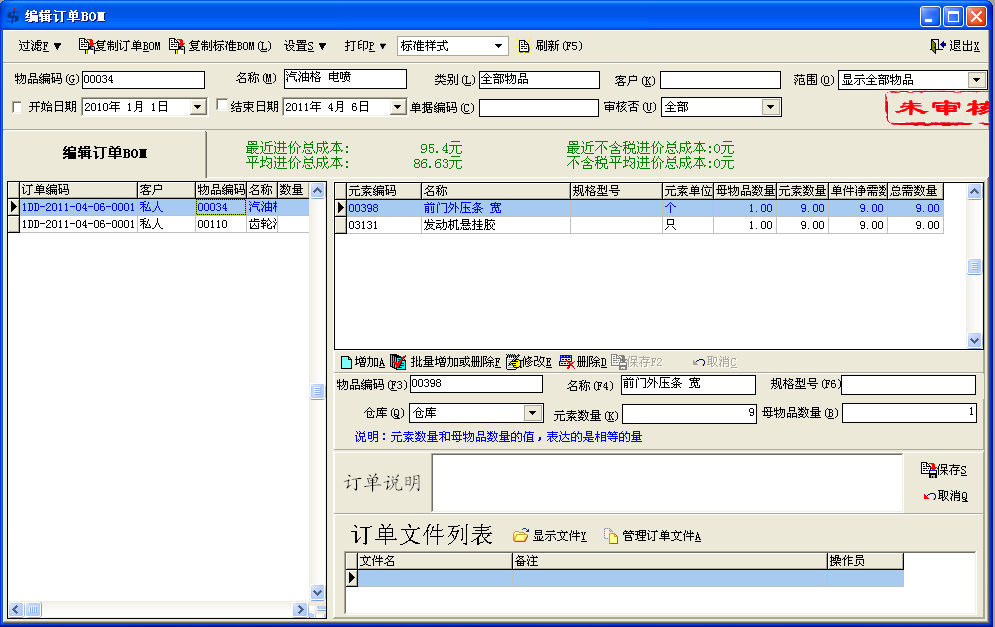 编辑订单BOM
过滤F ▼ 复制订单BOM 复制标准BOM(L) 设置S ▼ 打印P ▼ 标准样式 刷新(F5) 退出X
物品编码(G) 00034 名称(M) 汽油格 电喷 类别(L) 全部物品 客户(K) 范围(O) 显示全部物品
开始日期 2010年 1月 1日 结束日期 2011年 4月 6日 单据编码(C) 审核否(U) 全部
未审核
编辑订单BOM
最近进价总成本: 95.4元 最近不含税进价总成本:0元
平均进价总成本: 86.63元 不含税平均进价总成本:0元
订单编码 客户 物品编码 名称 数量
1DD-2011-04-06-0001 私人 00034 汽油
1DD-2011-04-06-0001 私人 00110 齿轮
元素编码 名称 规格型号 元素单位 母物品数量 元素数量 单件净需数 总需数量
00398 前门外压条 宽 个 1.00 9.00 9.00 9.00
03131 发动机悬挂胶 只 1.00 9.00 9.00 9.00
增加A 批量增加或删除F 修改E 删除D 保存F2 取消C
物品编码(F3) 00398 名称(F4) 前门外压条 宽 规格型号(F6)
仓库(Q) 仓库 元素数量(K) 9 母物品数量(B) 1
说明：元素数量和母物品数量的值，表达的是相等的量
订单说明
保存S
取消Q
订单文件列表 显示文件Y 管理订单文件A
文件名 备注 操作员